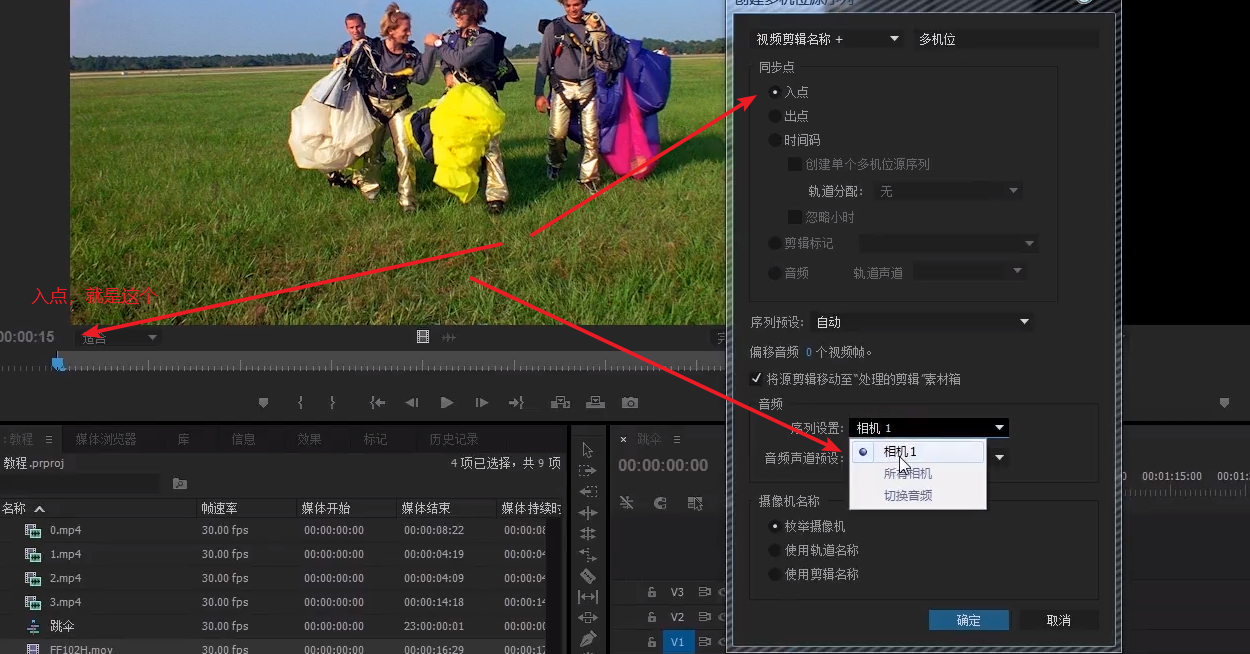 创建多机位源序列
视频剪辑名称 +
多机位
同步点
入点
出点
时间码
创建单个多机位源序列
轨道分配: 无
忽略小时
剪辑标记
音频 轨道声道
序列预设: 自动
偏移音频 0 个视频帧。
将源剪辑移动至“处理的剪辑”素材箱
音频
序列设置: 相机 1
音频声道预设:
相机 1
所有相机
切换音频
摄像机名称
枚举摄像机
使用轨道名称
使用剪辑名称
确定 取消
入点，就是这个
00:00:15 适合 完
: 教程 媒体浏览器 库 信息 效果 标记 历史记录
教程.prproj 4 项已选择，共 9 项
名称 帧速率 媒体开始 媒体结束 媒体持续时
0.mp4 30.00 fps 00:00:00:00 00:00:08:22 00:00:08
1.mp4 30.00 fps 00:00:00:00 00:00:04:19 00:00:04
2.mp4 30.00 fps 00:00:00:00 00:00:04:09 00:00:04
3.mp4 30.00 fps 00:00:00:00 00:00:14:18 00:00:14
跳伞 30.00 fps 00:00:00:00 23:00:00:01 00:00:00
FF102H.mov 30.00 fps 00:00:00:00 00:00:16:29 00:00:17
× 跳伞
00:00:00:00
00:01:15:00 00:01:
V3
V2
V1